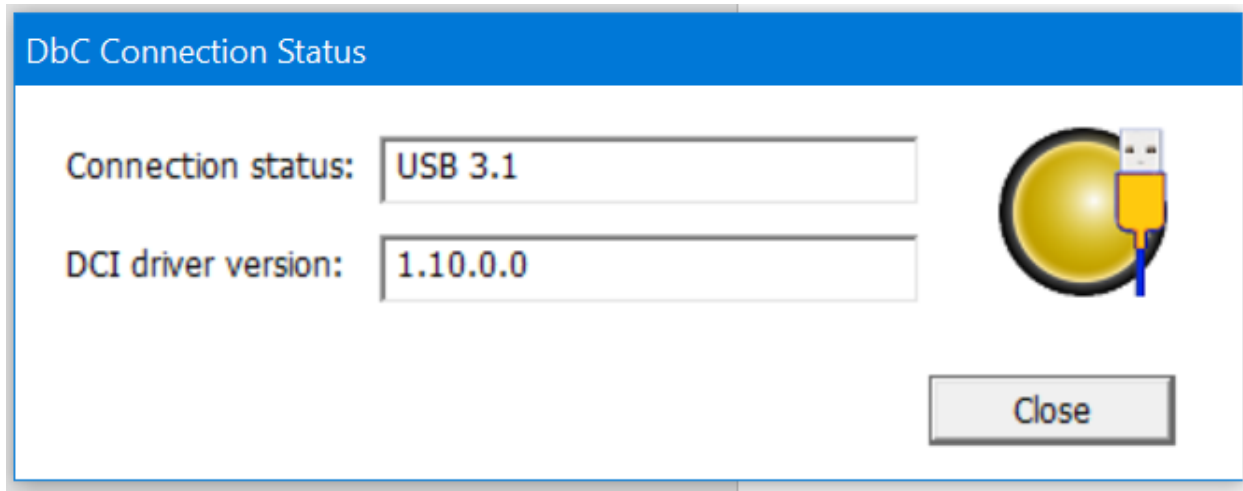 DbC Connection Status
Connection status: USB 3.1
DCI driver version: 1.10.0.0
Close